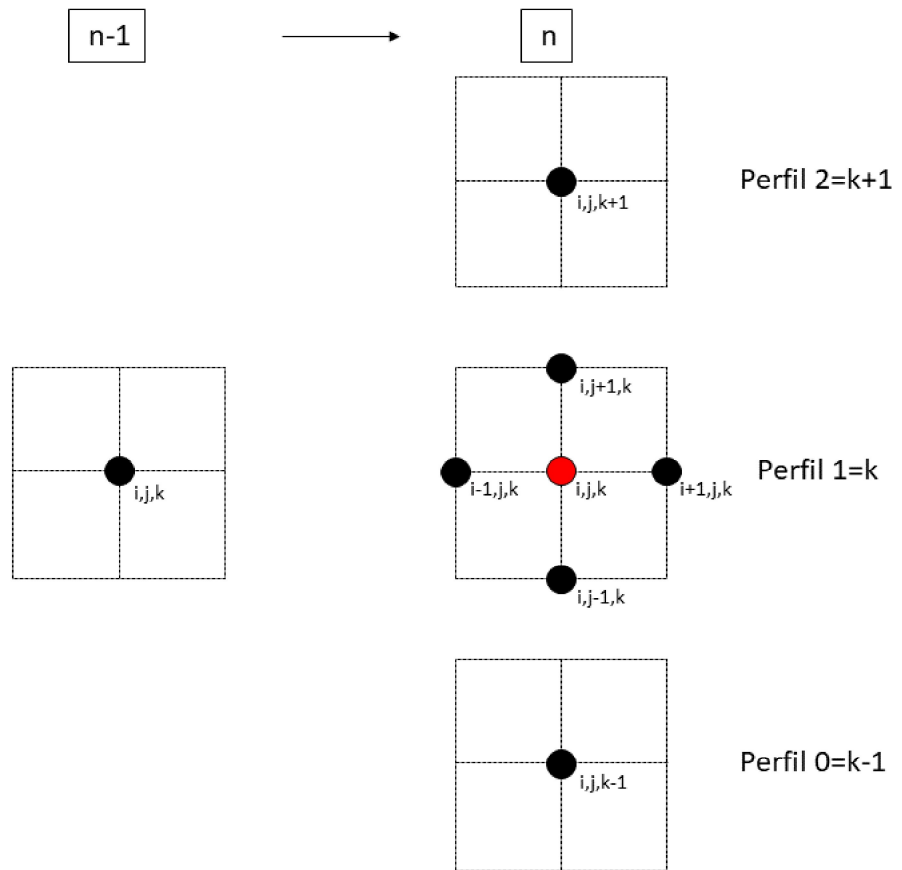 n-1
n
i,j,k+1
Perfil 2=k+1
i,j+1,k
i,j,k
i-1,j,k
i,j,k
i+1,j,k
Perfil 1=k
i,j-1,k
i,j,k-1
Perfil 0=k-1